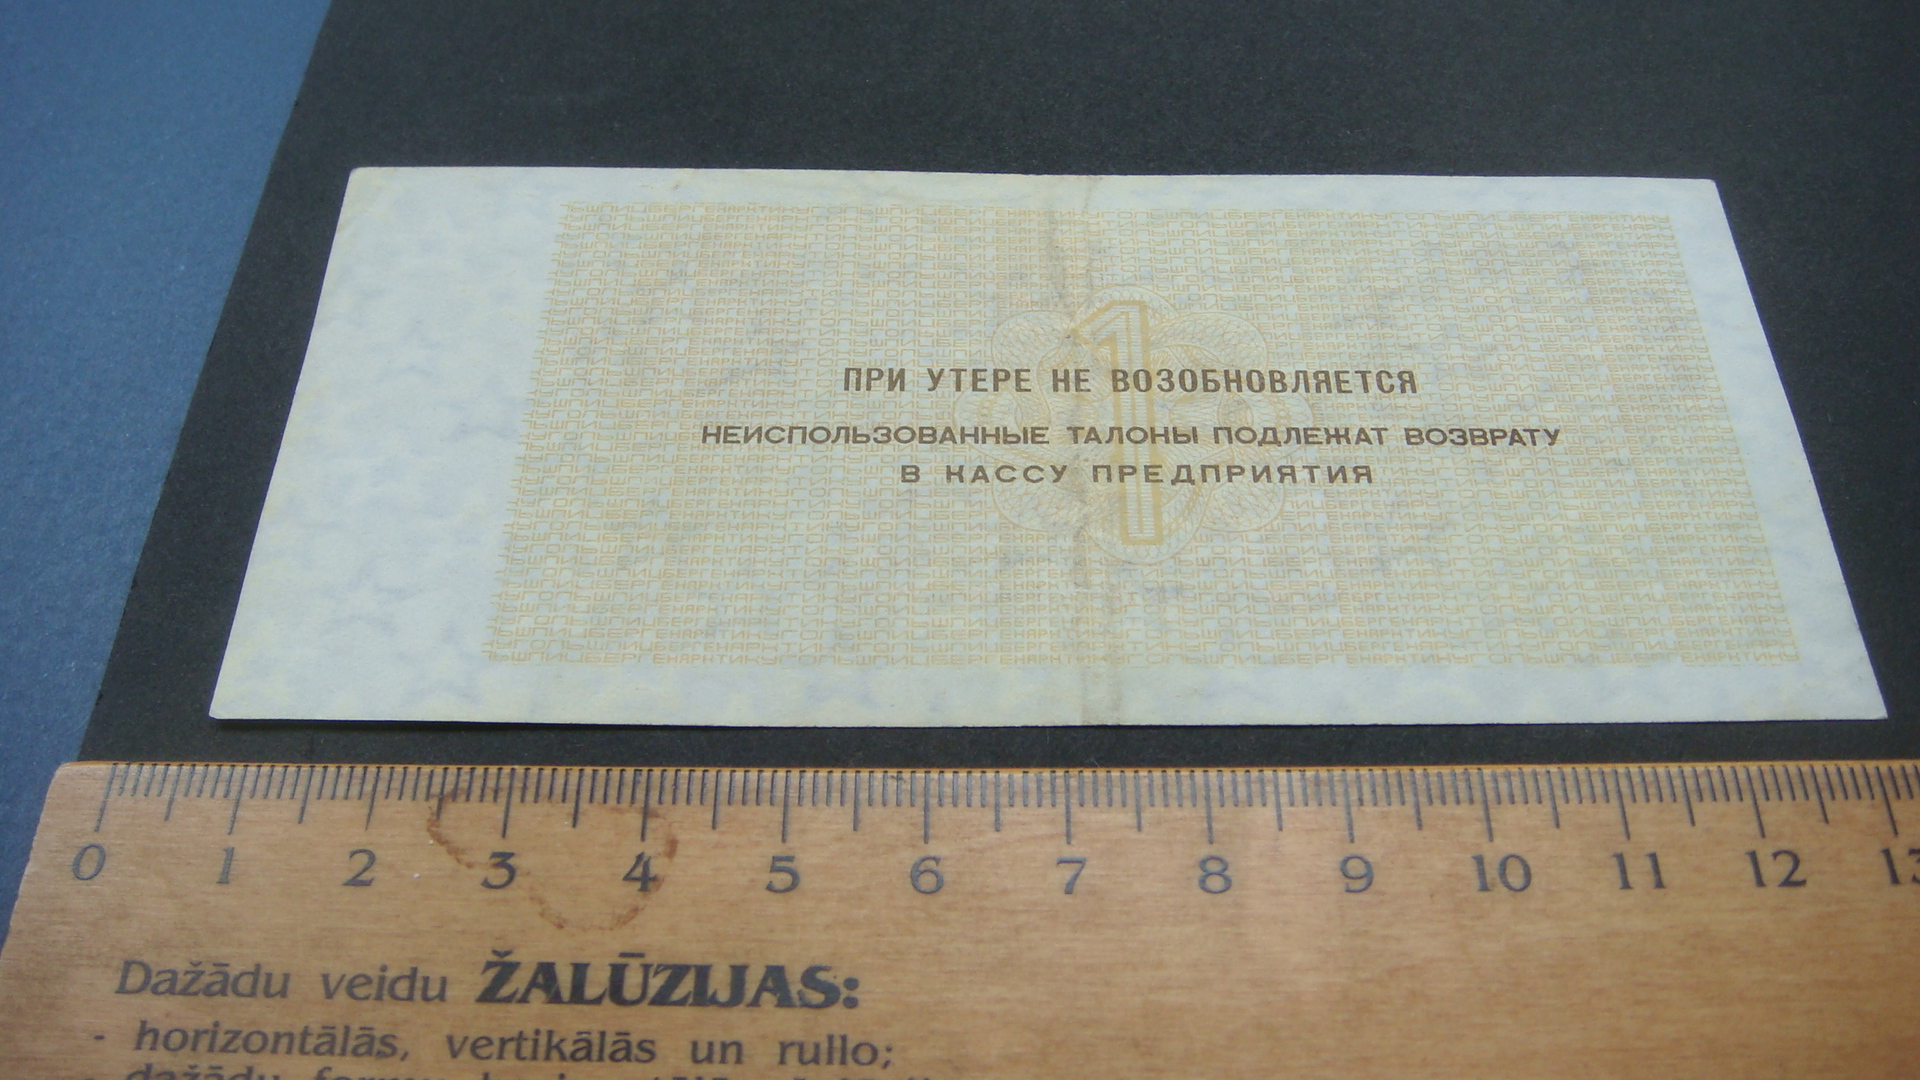 ПРИ УТЕРЕ НЕ ВОЗОБНОВЛЯЕТСЯ
1
НЕИСПОЛЬЗОВАННЫЕ ТАЛОНЫ ПОДЛЕЖАТ ВОЗВРАТУ
В КАССУ ПРЕДПРИЯТИЯ
0 1 2 3 4 5 6 7 8 9 10 11 12 13
Dažādu veidu ŽALŪZIJAS:
- horizontālās, vertikālās un rullo;